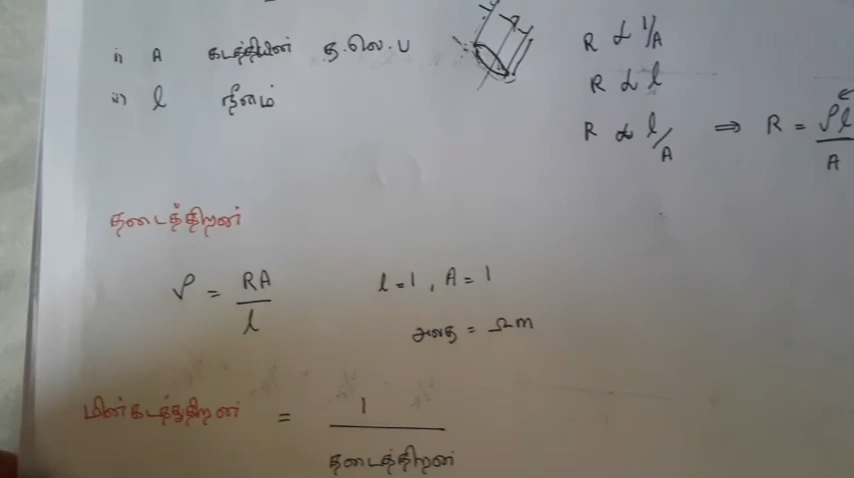 i) A கடத்தியின் த.வெ.ப R ∝ 1/A
ii) l நீளம் R ∝ l
R ∝ l/A ⇒ R = ρl/A
தடைத்திறன்
ρ = RA/l l = 1, A = 1
அலகு = Ωm
மின்கடத்துதிறன் = 1/தடைத்திறன்